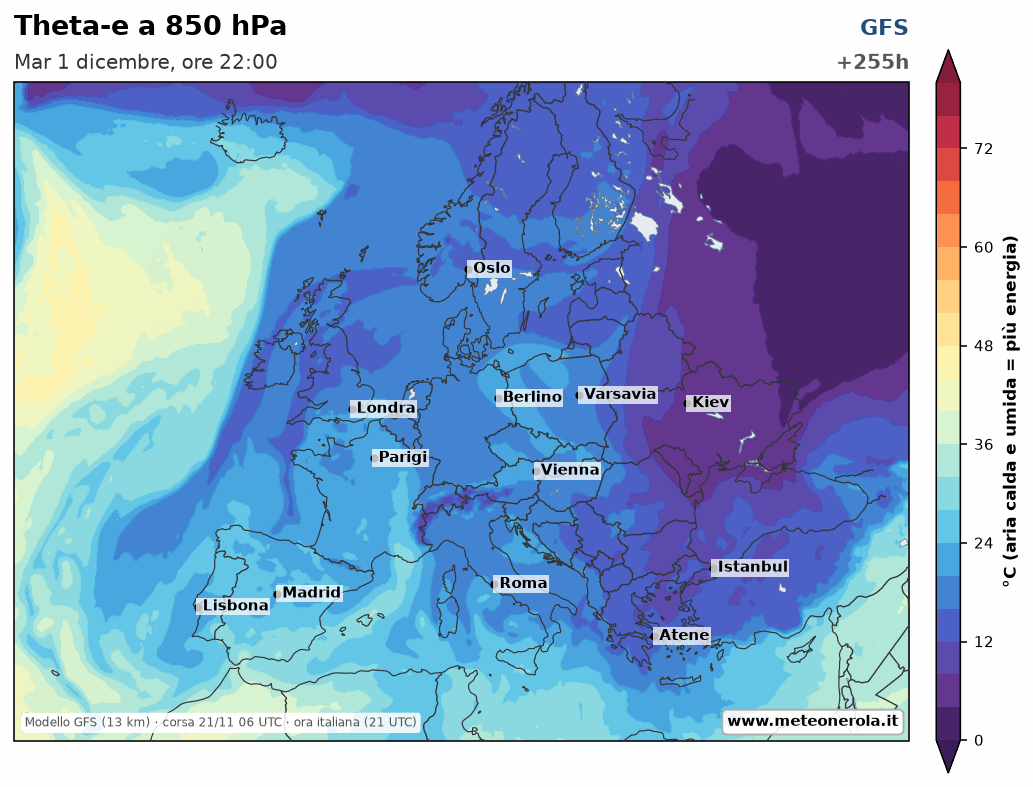 Theta-e a 850 hPa
GFS
Mar 1 dicembre, ore 22:00
+255h
72
60
48
36
24
12
0
°C (aria calda e umida = più energia)
Oslo
Berlino
Varsavia
Kiev
Londra
Parigi
Vienna
Istanbul
Roma
Madrid
Lisbona
Atene
Modello GFS (13 km) · corsa 21/11 06 UTC · ora italiana (21 UTC)
www.meteonerola.it